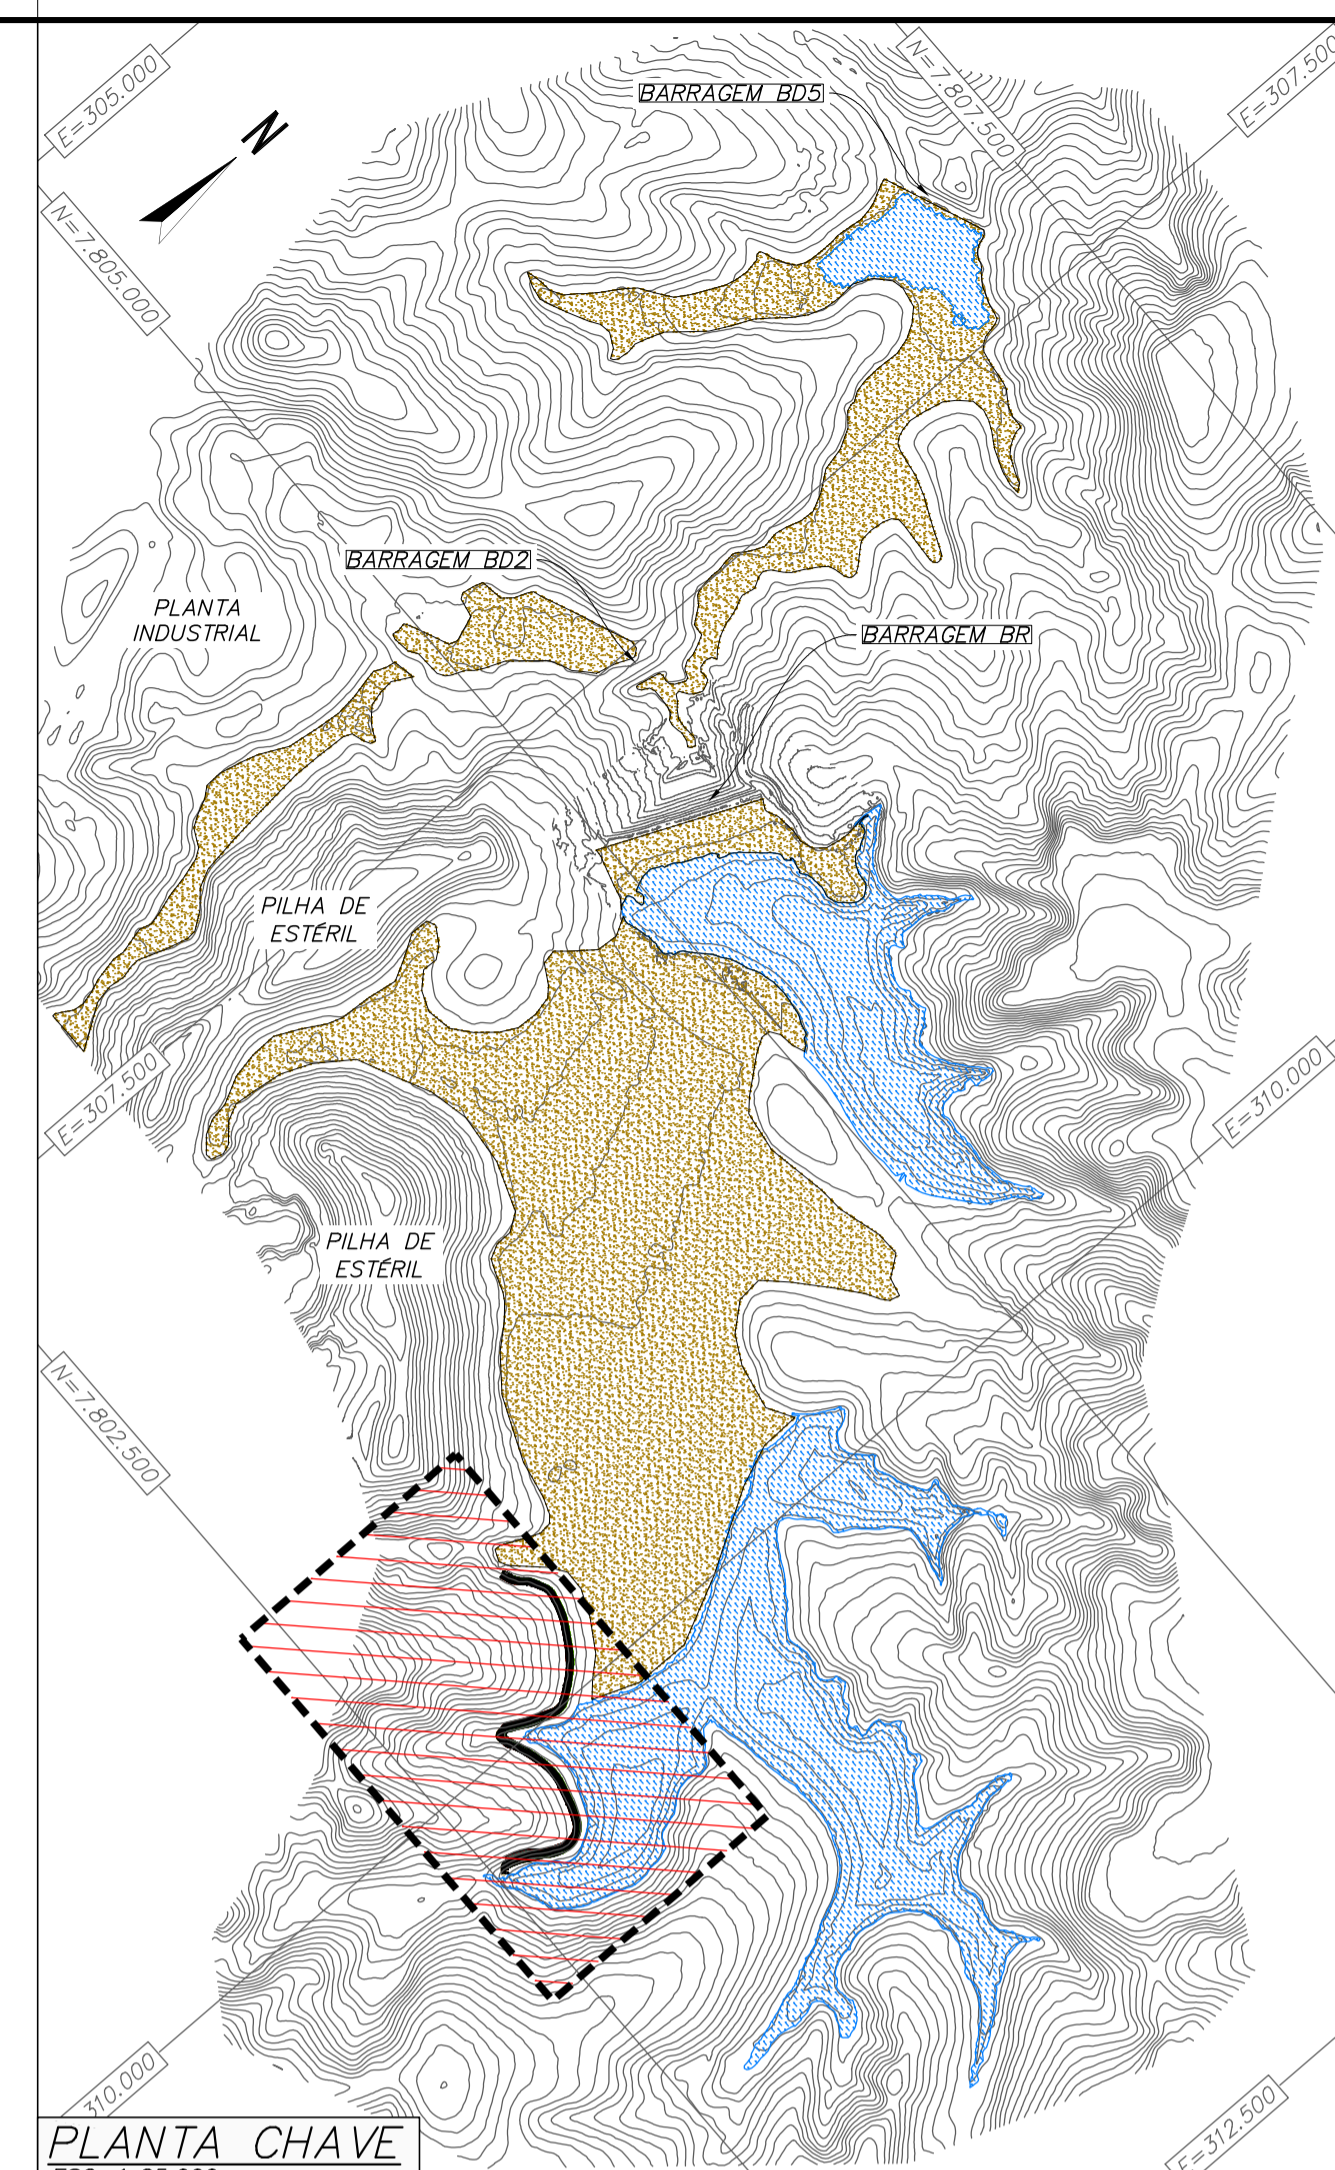 E=305.000
N=7.807.500
E=307.500
BARRAGEM BD5
N
N=7.805.000
BARRAGEM BD2
PLANTA
INDUSTRIAL
BARRAGEM BR
PILHA DE
ESTÉRIL
E=307.500
E=310.000
PILHA DE
ESTÉRIL
N=7.802.500
310.000
E=312.500
PLANTA CHAVE